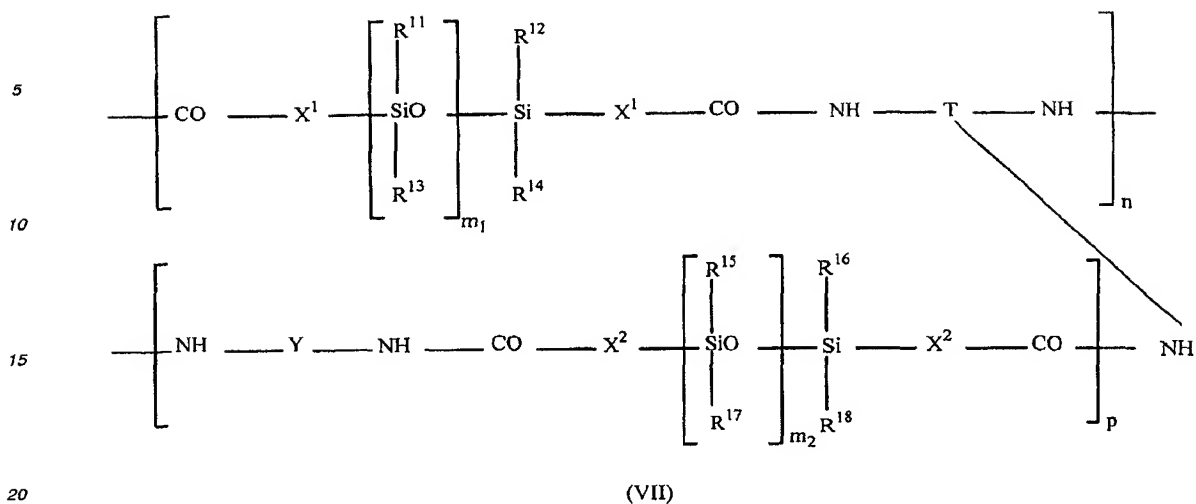 R¹¹ R¹²
5
CO X¹ SiO Si X¹ CO NH T NH
R¹³ R¹⁴
m₁ n
10
R¹⁵ R¹⁶
15 NH Y NH CO X² SiO Si X² CO NH
R¹⁷ R¹⁸
m₂ p
20 (VII)